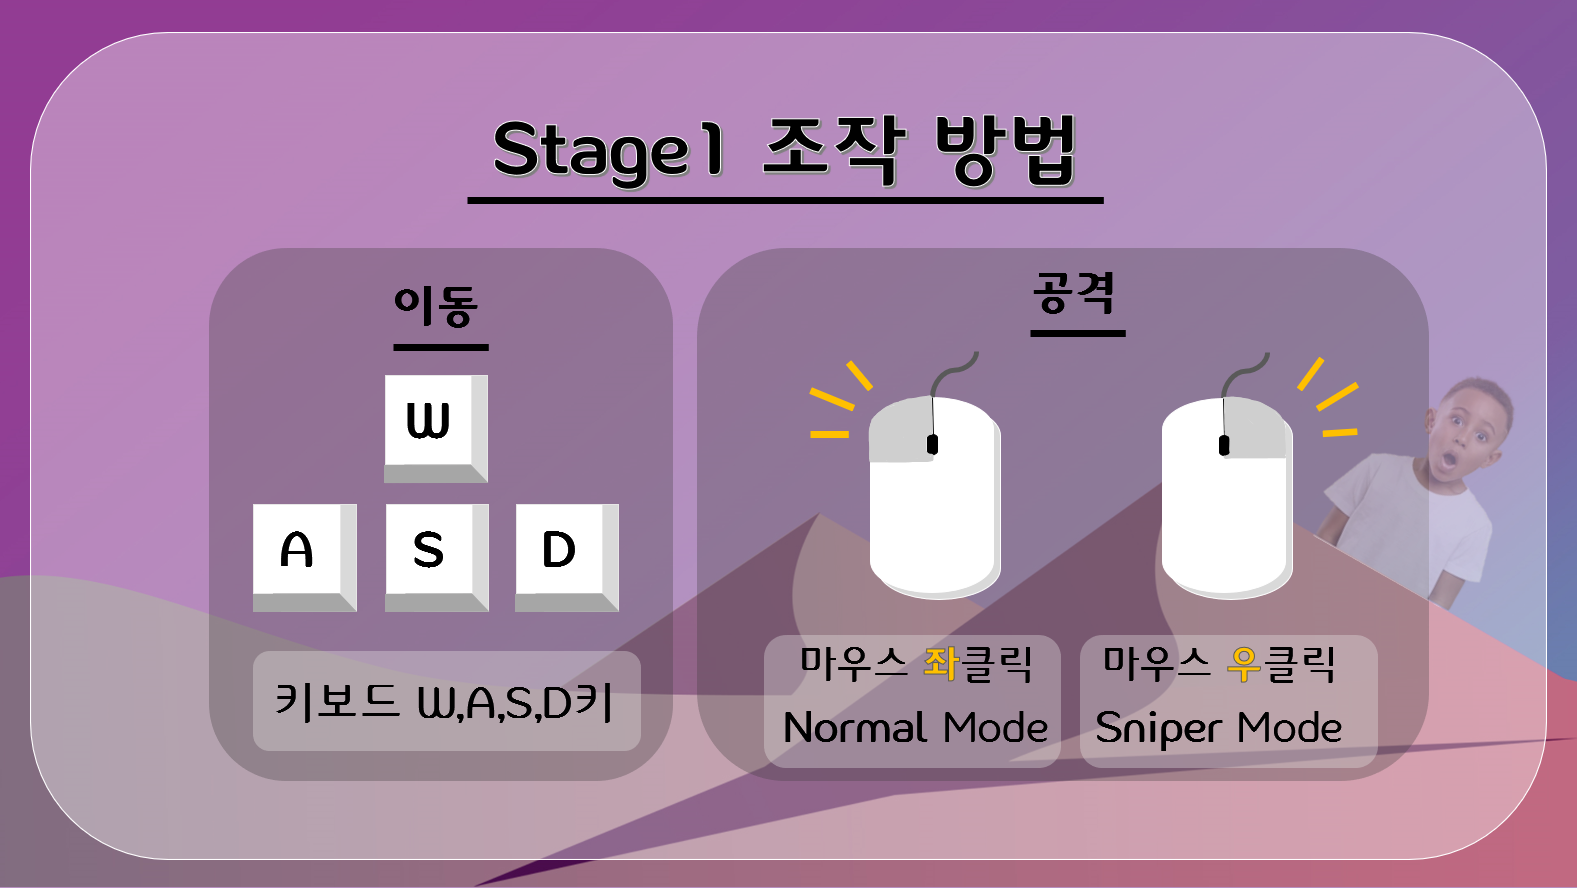 Stage1 조작 방법
이동
W
A S D
키보드 W,A,S,D키
공격
마우스 좌클릭
Normal Mode
마우스 우클릭
Sniper Mode